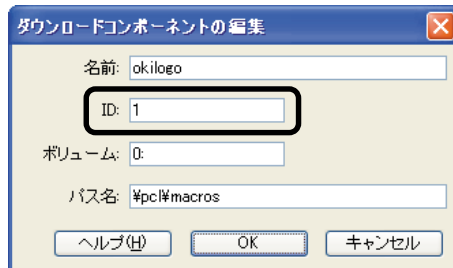 ダウンロードコンポーネントの編集
名前: okilogo
ID: 1
ボリューム: 0:
パス名: ¥pcl¥macros
ヘルプ(H) OK キャンセル